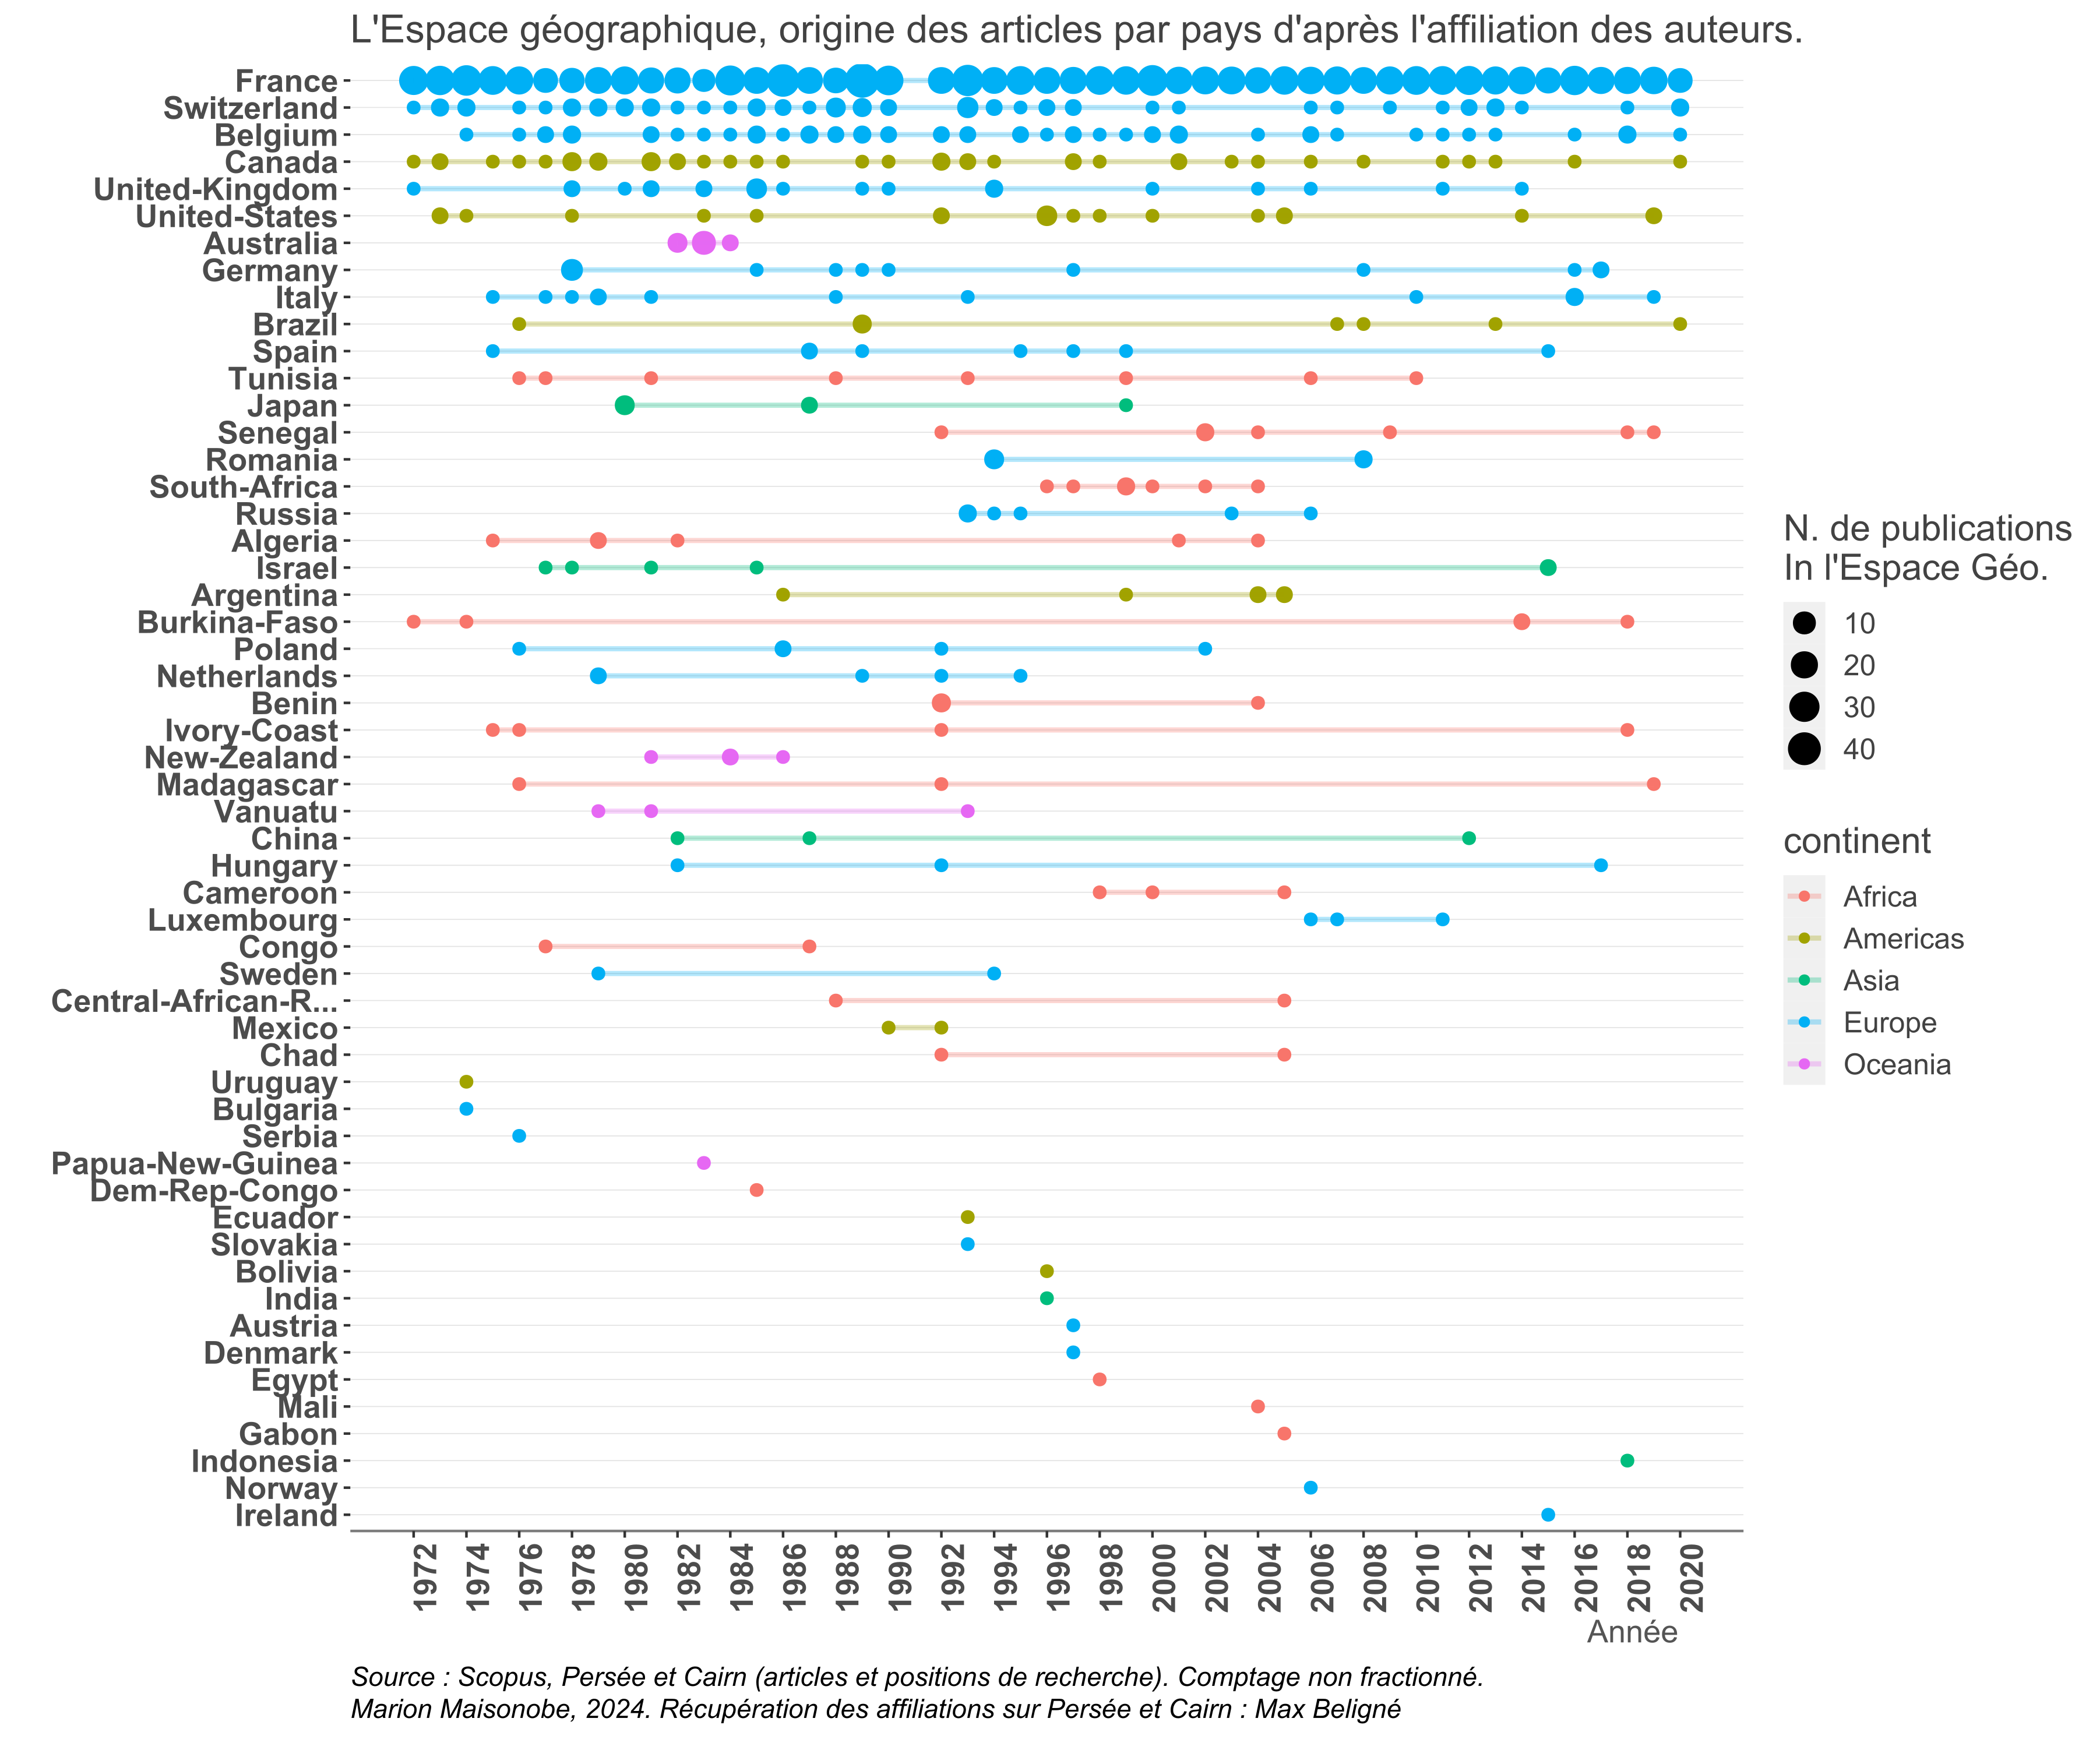 L'Espace géographique, origine des articles par pays d'après l'affiliation des auteurs.
France
Switzerland
Belgium
Canada
United-Kingdom
United-States
Australia
Germany
Italy
Brazil
Spain
Tunisia
Japan
Senegal
Romania
South-Africa
Russia
Algeria
Israel
Argentina
Burkina-Faso
Poland
Netherlands
Benin
Ivory-Coast
New-Zealand
Madagascar
Vanuatu
China
Hungary
Cameroon
Luxembourg
Congo
Sweden
Central-African-R...
Mexico
Chad
Uruguay
Bulgaria
Serbia
Papua-New-Guinea
Dem-Rep-Congo
Ecuador
Slovakia
Bolivia
India
Austria
Denmark
Egypt
Mali
Gabon
Indonesia
Norway
Ireland
1972
1974
1976
1978
1980
1982
1984
1986
1988
1990
1992
1994
1996
1998
2000
2002
2004
2006
2008
2010
2012
2014
2016
2018
2020
Année
N. de publications
In l'Espace Géo.
10
20
30
40
continent
Africa
Americas
Asia
Europe
Oceania
Source : Scopus, Persée et Cairn (articles et positions de recherche). Comptage non fractionné.
Marion Maisonobe, 2024. Récupération des affiliations sur Persée et Cairn : Max Beligné